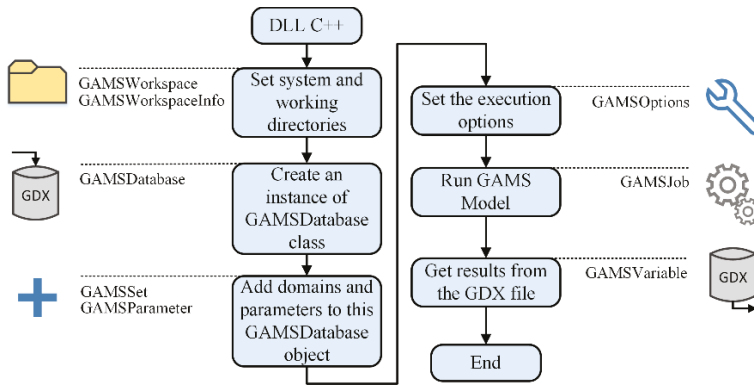 DLL C++
GAMSWorkspace
GAMSWorkspaceInfo
Set system and
working
directories
GDX
GAMSDatabase
Create an
instance of
GAMSDatabase
class
GAMSSet
GAMSParameter
Add domains and
parameters to this
GAMSDatabase
object
Set the execution
options
GAMSOptions
Run GAMS
Model
GAMSJob
Get results from
the GDX file
GAMSVariable
GDX
End